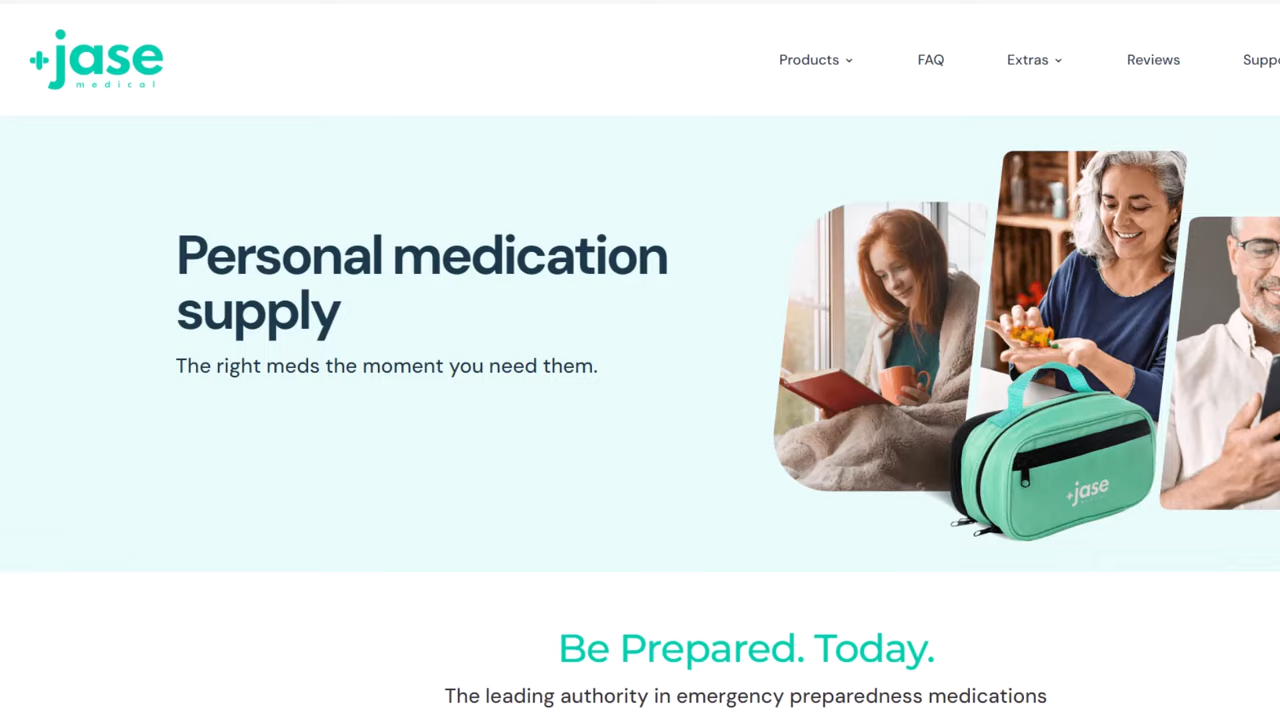 +jase
medical
Products
FAQ
Extras
Reviews
Suppo
Personal medication
supply
The right meds the moment you need them.
+jase
Be Prepared. Today.
The leading authority in emergency preparedness medications